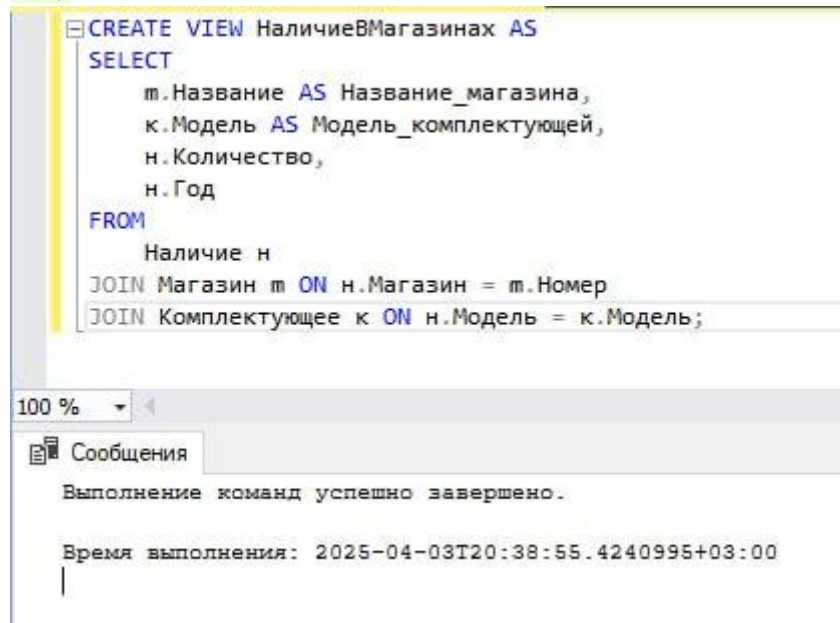 CREATE VIEW НаличиеВМагазинах AS
SELECT
m.Название AS Название_магазина,
к.Модель AS Модель_комплектующей,
н.Количество,
н.Год
FROM
Наличие н
JOIN Магазин m ON н.Магазин = m.Номер
JOIN Комплектующее к ON н.Модель = к.Модель;
100 %
Сообщения
Выполнение команд успешно завершено.
Время выполнения: 2025-04-03T20:38:55.4240995+03:00